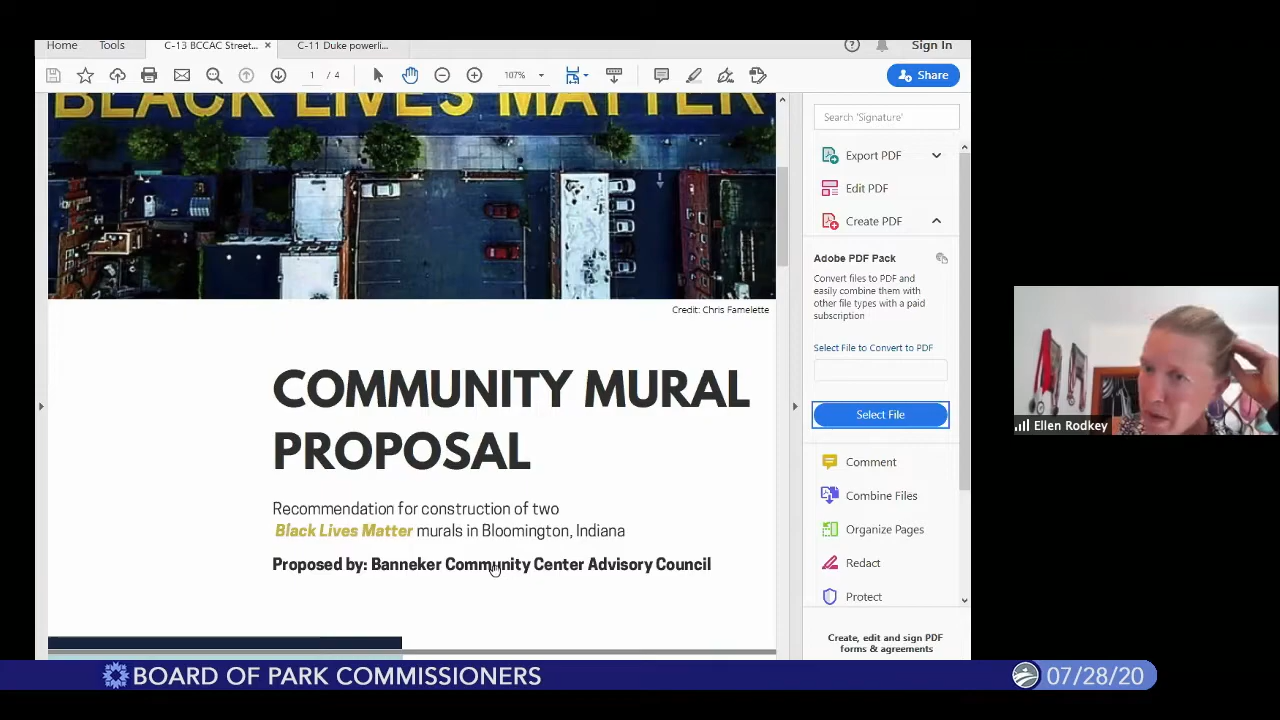 Home Tools C-13 BCCAC Street... × C-11 Duke powerli... Sign In
1 / 4 107% Share
BLACK LIVES MATTER
Search 'Signature'
Export PDF
Edit PDF
Create PDF
Adobe PDF Pack
Convert files to PDF and
easily combine them with
other file types with a paid
subscription
Select File to Convert to PDF
Select File
Comment
Combine Files
Organize Pages
Redact
Protect
Create, edit and sign PDF
forms & agreements
Credit: Chris Famelette
COMMUNITY MURAL
PROPOSAL
Recommendation for construction of two
Black Lives Matter murals in Bloomington, Indiana
Proposed by: Banneker Community Center Advisory Council
Ellen Rodkey
BOARD OF PARK COMMISSIONERS 07/28/20